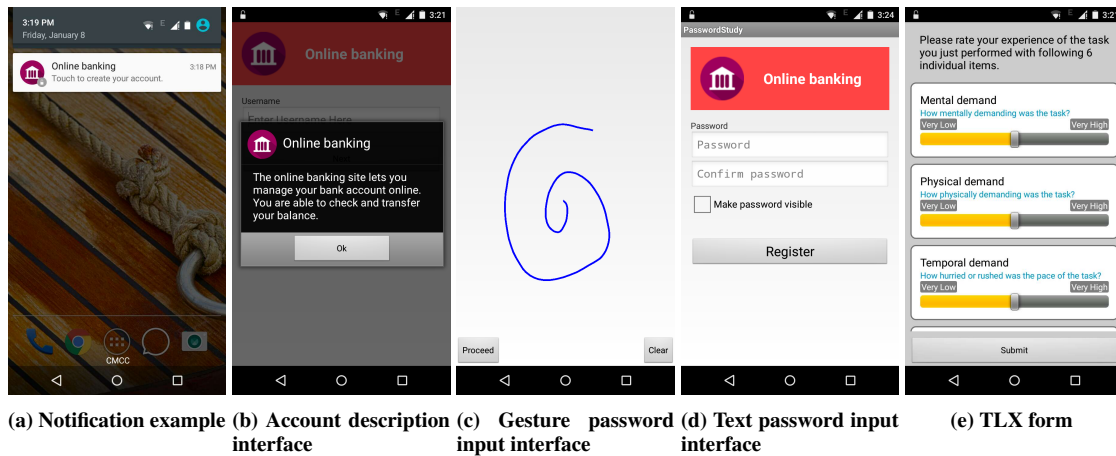 3:19 PM
E
Friday, January 8
Online banking
3:18 PM
Touch to create your account.
CMCC
E
3:21
Online banking
Username
Enter Username Here
Online banking
The online banking site lets you
manage your bank account online.
You are able to check and transfer
your balance.
Ok
Proceed
Clear
E
3:24
PasswordStudy
Online banking
Password
Password
Confirm password
Make password visible
Register
E
3:21
Please rate your experience of the task
you just performed with following 6
individual items.
Mental demand
How mentally demanding was the task?
Very Low
Very High
Physical demand
How physically demanding was the task?
Very Low
Very High
Temporal demand
How hurried or rushed was the pace of the task?
Very Low
Very High
Submit
(a) Notification example
(b) Account description
interface
(c) Gesture password
input interface
(d) Text password input
interface
(e) TLX form